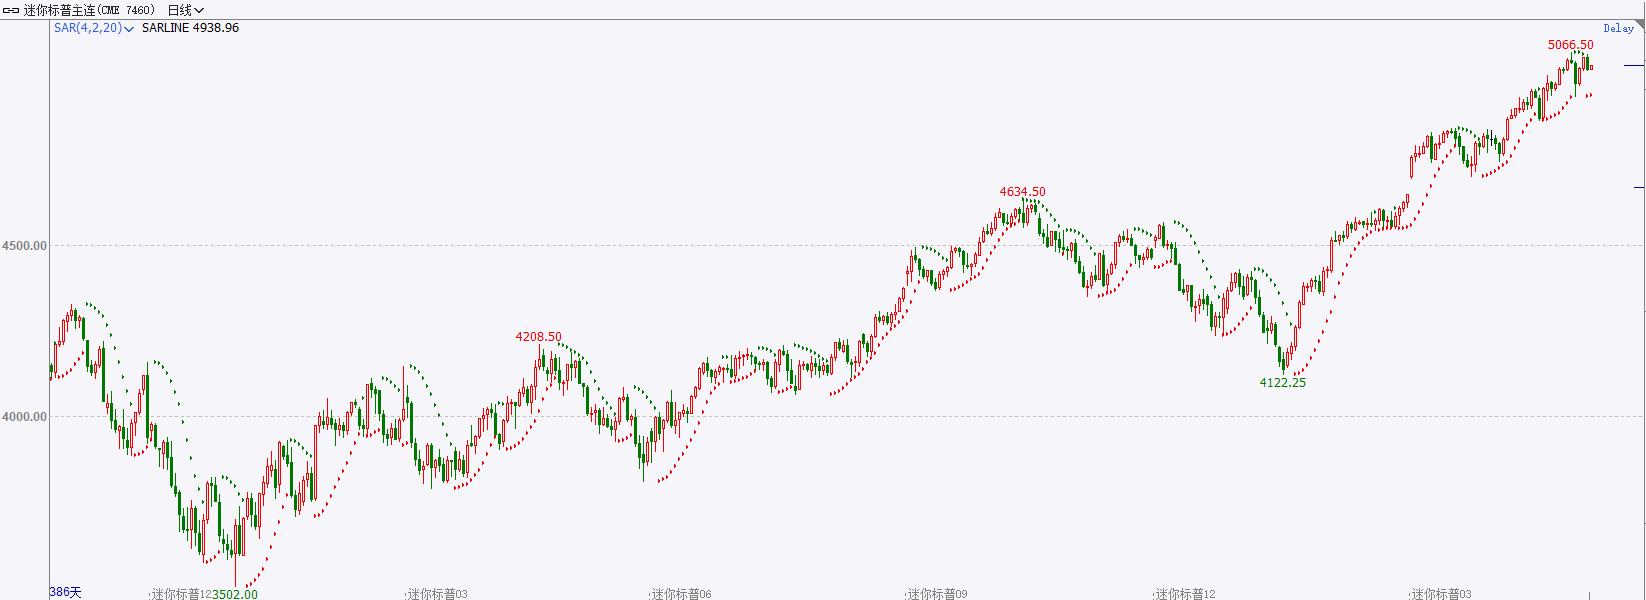 迷你标普主连(CME 7460) 日线
SAR(4,2,20) SARLINE 4938.96
Delay
5066.50
4634.50
4500.00
4208.50
4122.25
4000.00
386天
迷你标普12 3502.00 迷你标普03 迷你标普06 迷你标普09 迷你标普12 迷你标普03